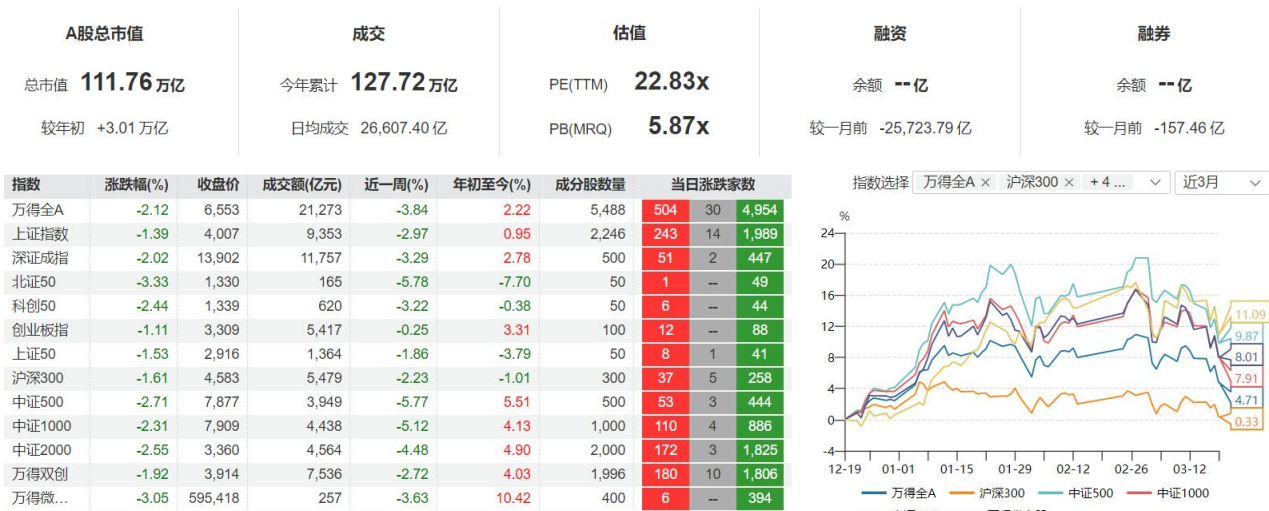 A股总市值 成交 估值 融资 融券
总市值 111.76 万亿 今年累计 127.72 万亿 PE(TTM) 22.83x 余额 --亿 余额 --亿
较年初 +3.01 万亿 日均成交 26,607.40 亿 PB(MRQ) 5.87x 较一月前 -25,723.79 亿 较一月前 -157.46 亿
指数 涨跌幅(%) 收盘价 成交额(亿元) 近一周(%) 年初至今(%) 成分股数量 当日涨跌家数
万得全A -2.12 6,553 21,273 -3.84 2.22 5,488 504 30 4,954
上证指数 -1.39 4,007 9,353 -2.97 0.95 2,246 243 14 1,989
深证成指 -2.02 13,902 11,757 -3.29 2.78 500 51 2 447
北证50 -3.33 1,330 165 -5.78 -7.70 50 1 -- 49
科创50 -2.44 1,339 620 -3.22 -0.38 50 6 -- 44
创业板指 -1.11 3,309 5,417 -0.25 3.31 100 12 -- 88
上证50 -1.53 2,916 1,364 -1.86 -3.79 50 8 1 41
沪深300 -1.61 4,583 5,479 -2.23 -1.01 300 37 5 258
中证500 -2.71 7,877 3,949 -5.77 5.51 500 53 3 444
中证1000 -2.31 7,909 4,438 -5.12 4.13 1,000 110 4 886
中证2000 -2.55 3,360 4,564 -4.48 4.90 2,000 172 3 1,825
万得双创 -1.92 3,914 7,536 -2.72 4.03 1,996 180 10 1,806
万得微... -3.05 595,418 257 -3.63 10.42 400 6 -- 394
指数选择 万得全A × 沪深300 × + 4 ... 近3月
%
24
20
16
12
8
4
0
-4
11.09
9.87
8.01
7.91
4.71
0.33
12-19 01-01 01-15 01-29 02-12 02-26 03-12
万得全A 沪深300 中证500 中证1000